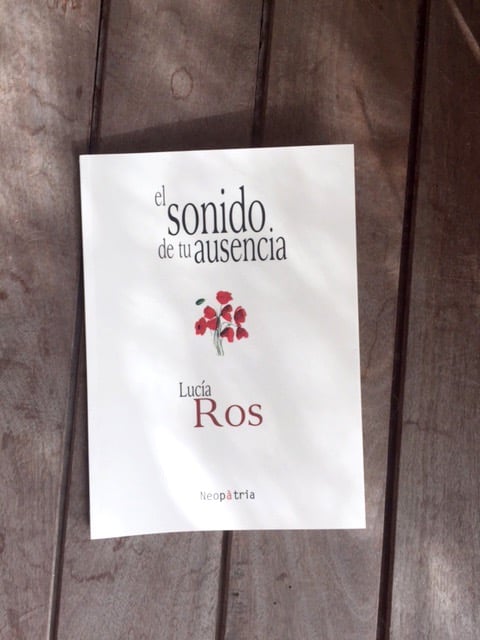 el
sonido
de tu ausencia
Lucía
Ros
Neopàtria